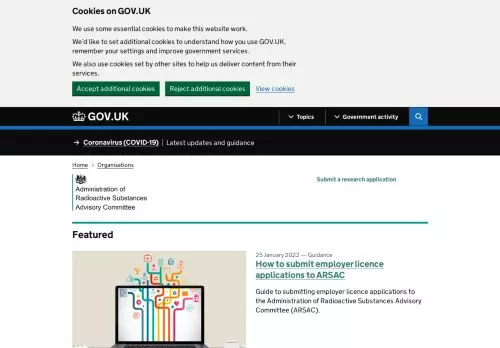 Cookies on GOV.UK
We use some essential cookies to make this website work.
We'd like to set additional cookies to understand how you use GOV.UK,
remember your settings and improve government services.
We also use cookies set by other sites to help us deliver content from their
services.
Accept additional cookies
Reject additional cookies
View cookies
GOV.UK
Topics
Government activity
Coronavirus (COVID-19)
Latest updates and guidance
Home
Organisations
Administration of
Radioactive Substances
Advisory Committee
Submit a research application
Featured
25 January 2022 — Guidance
How to submit employer licence
applications to ARSAC
Guide to submitting employer licence applications to
the Administration of Radioactive Substances Advisory
Committee (ARSAC).